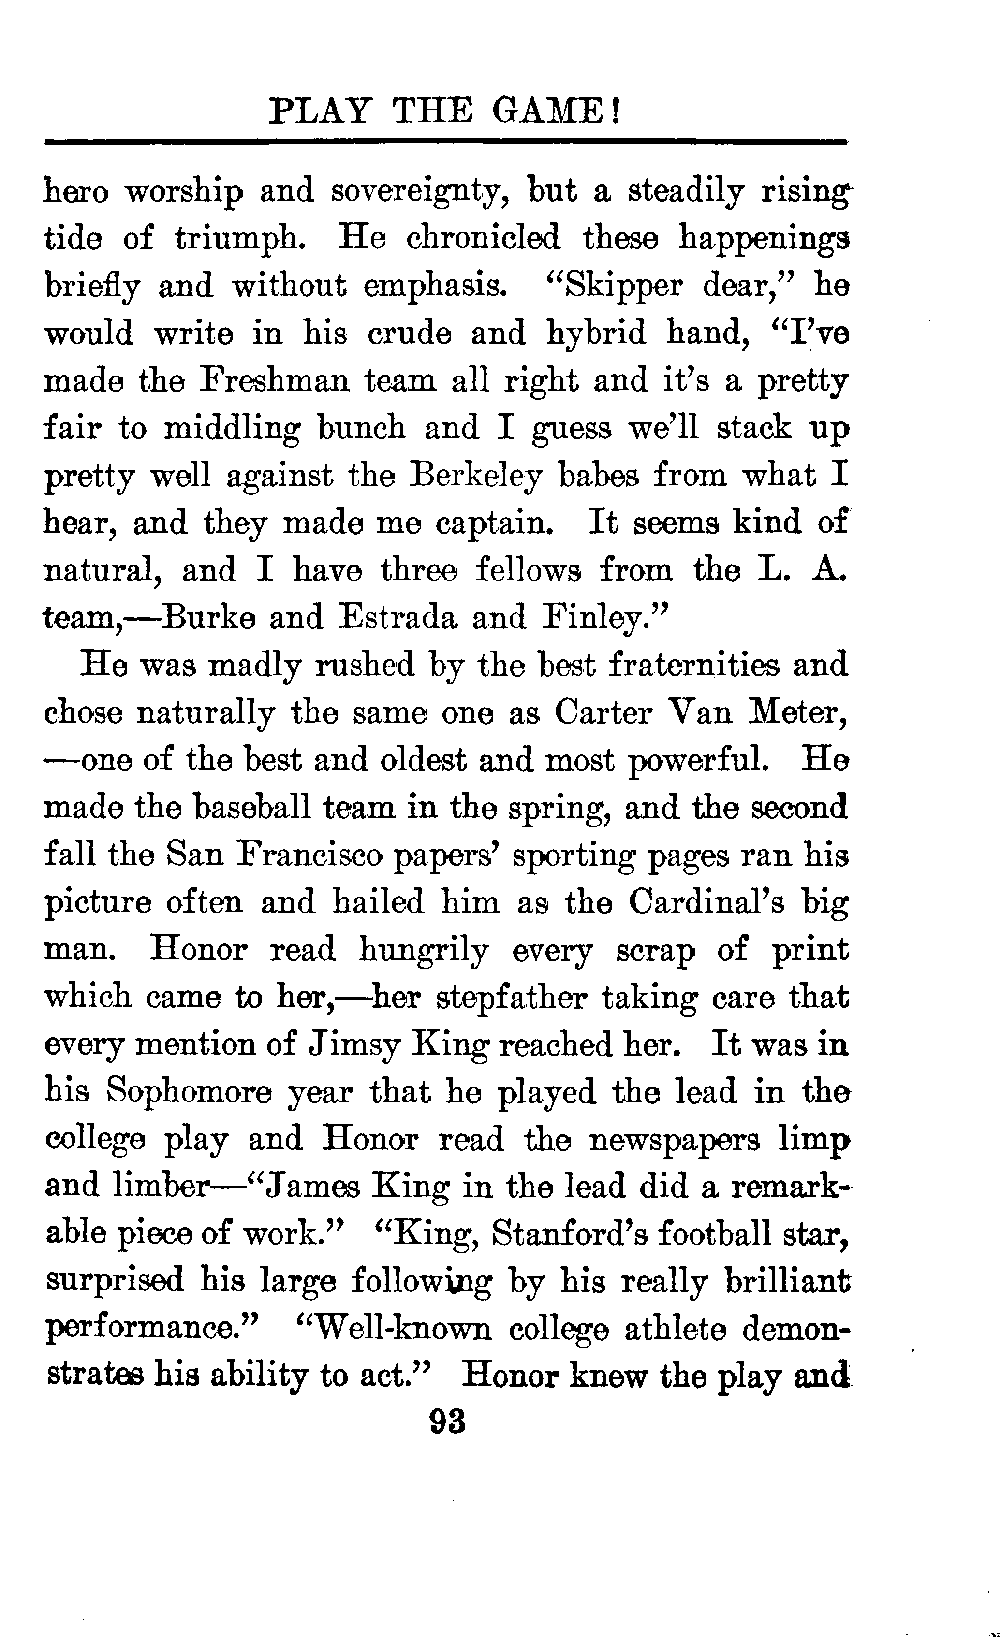 PLAY THE GAME!
hero worship and sovereignty, but a steadily rising
tide of triumph. He chronicled these happenings
briefly and without emphasis. “Skipper dear,” he
would write in his crude and hybrid hand, “I’ve
made the Freshman team all right and it’s a pretty
fair to middling bunch and I guess we’ll stack up
pretty well against the Berkeley babes from what I
hear, and they made me captain. It seems kind of
natural, and I have three fellows from the L. A.
team,—Burke and Estrada and Finley.”
He was madly rushed by the best fraternities and
chose naturally the same one as Carter Van Meter,
—one of the best and oldest and most powerful. He
made the baseball team in the spring, and the second
fall the San Francisco papers’ sporting pages ran his
picture often and hailed him as the Cardinal’s big
man. Honor read hungrily every scrap of print
which came to her,—her stepfather taking care that
every mention of Jimsy King reached her. It was in
his Sophomore year that he played the lead in the
college play and Honor read the newspapers limp
and limber—“James King in the lead did a remark-
able piece of work.” “King, Stanford’s football star,
surprised his large following by his really brilliant
performance.” “Well-known college athlete demon-
strates his ability to act.” Honor knew the play and
93